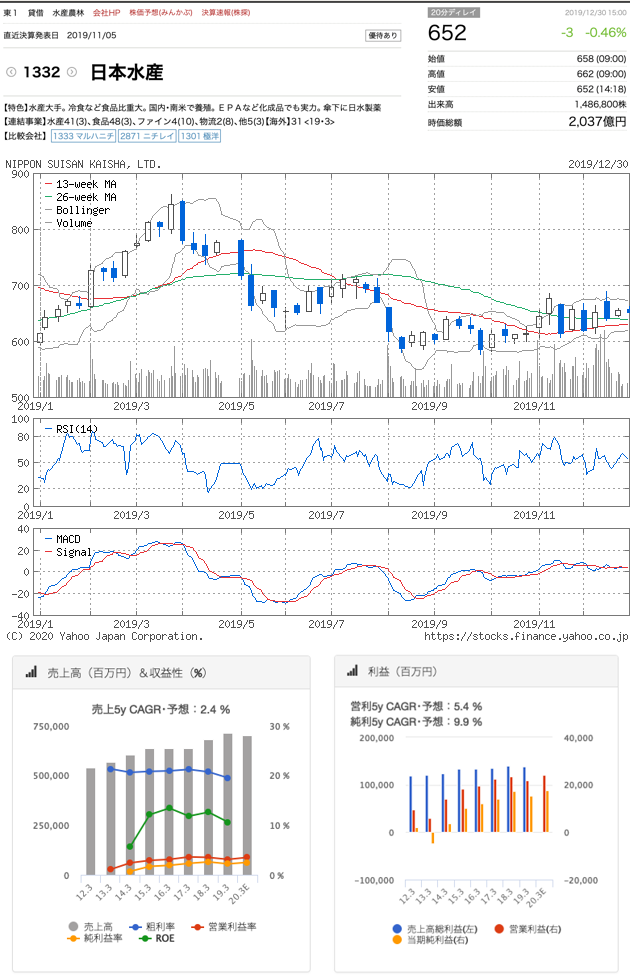 東1 貸借 水産農林 会社HP 株価予想(みんかぶ) 決算速報(株探)
直近決算発表日 2019/11/05 優待あり
1332 日本水産
【特色】水産大手。冷食など食品比重大。国内・南米で養殖。ＥＰＡなど化成品でも実力。傘下に日水製薬
【連結事業】水産41(3)、食品48(3)、ファイン4(10)、物流2(8)、他5(3)【海外】31 <19・3>
【比較会社】 1333 マルハニチ 2871 ニチレイ 1301 極洋
20分ディレイ 2019/12/30 15:00
652 -3 -0.46%
始値 658 (09:00)
高値 662 (09:00)
安値 652 (14:18)
出来高 1,486,800株
時価総額 2,037億円
NIPPON SUISAN KAISHA, LTD. 2019/12/30
900
800
700
600
500
13-week MA
26-week MA
Bollinger
Volume
2019/1 2019/3 2019/5 2019/7 2019/9 2019/11
100
80
50
20
0
RSI(14)
2019/1 2019/3 2019/5 2019/7 2019/9 2019/11
40
20
0
−20
−40
MACD
Signal
2019/1 2019/3 2019/5 2019/7 2019/9 2019/11
(C) 2020 Yahoo Japan Corporation. https://stocks.finance.yahoo.co.jp
売上高（百万円）＆収益性（%）
売上5y CAGR・予想：2.4 %
750,000 30 %
500,000 20 %
250,000 10 %
0 0 %
12.3 13.3 14.3 15.3 16.3 17.3 18.3 19.3 20.3E
売上高 粗利率 営業利益率
純利益率 ROE
利益（百万円）
営利5y CAGR・予想：5.4 %
純利5y CAGR・予想：9.9 %
200,000 40,000
100,000 20,000
0 0
−100,000 −20,000
12.3 13.3 14.3 15.3 16.3 17.3 18.3 19.3 20.3E
売上高総利益(左) 営業利益(右)
当期純利益(右)